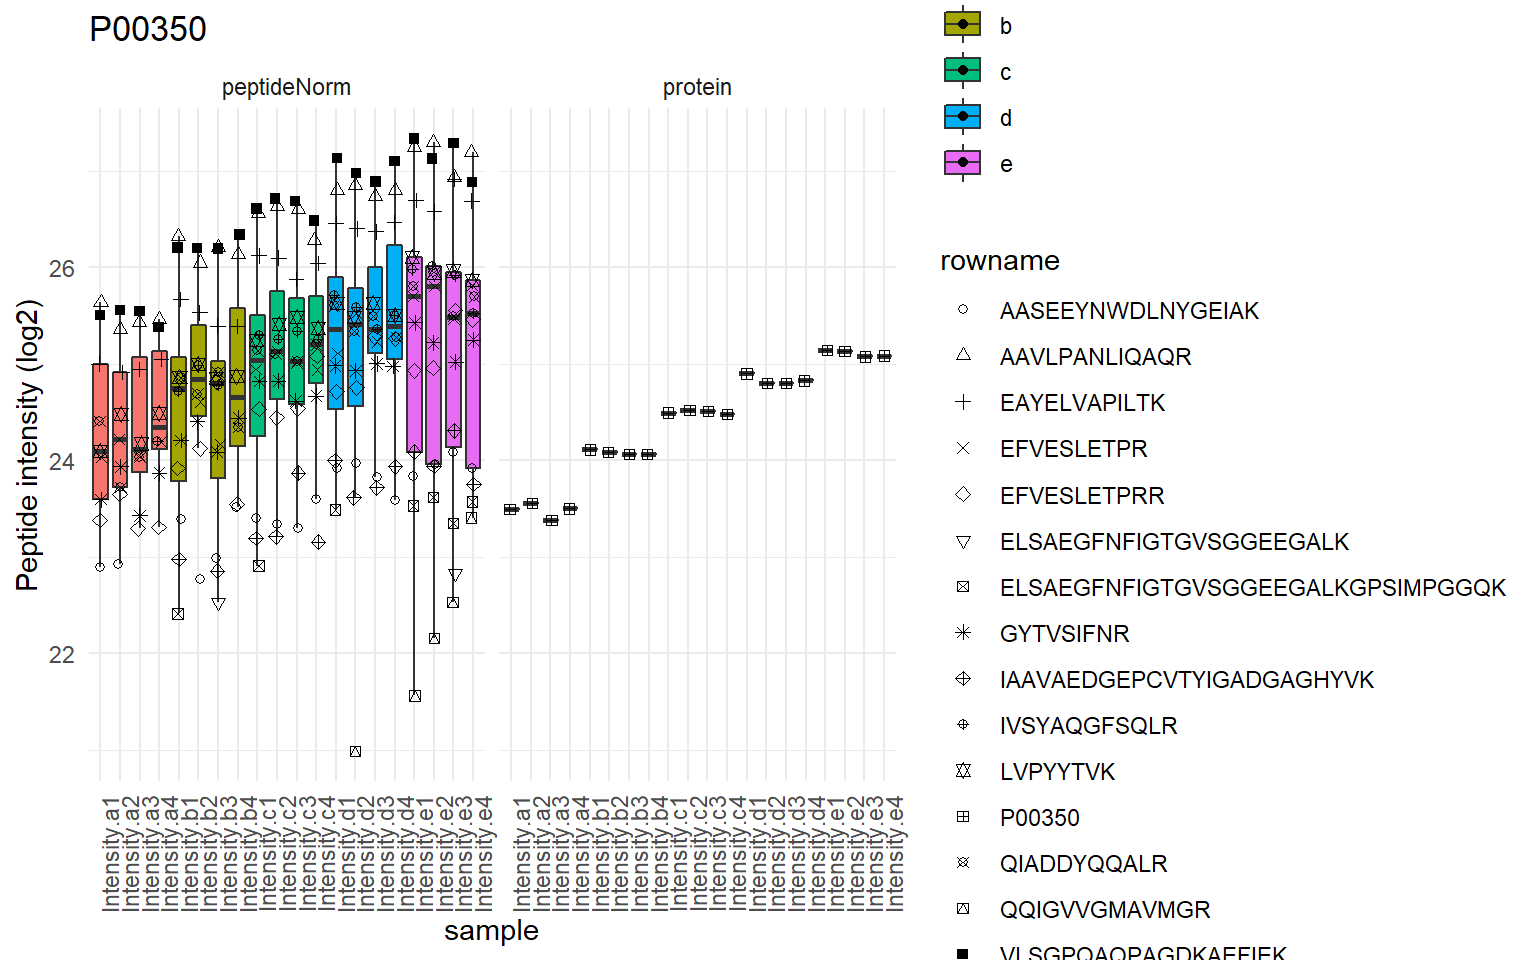 P00350
peptideNorm
protein
Peptide intensity (log2)
26
24
22
Intensity.a1
Intensity.a2
Intensity.a3
Intensity.a4
Intensity.b1
Intensity.b2
Intensity.b3
Intensity.b4
Intensity.c1
Intensity.c2
Intensity.c3
Intensity.c4
Intensity.d1
Intensity.d2
Intensity.d3
Intensity.d4
Intensity.e1
Intensity.e2
Intensity.e3
Intensity.e4
Intensity.a1
Intensity.a2
Intensity.a3
Intensity.a4
Intensity.b1
Intensity.b2
Intensity.b3
Intensity.b4
Intensity.c1
Intensity.c2
Intensity.c3
Intensity.c4
Intensity.d1
Intensity.d2
Intensity.d3
Intensity.d4
Intensity.e1
Intensity.e2
Intensity.e3
Intensity.e4
sample
b
c
d
e
rowname
AASEEYNWDLNYGEIAK
AAVLPANLIQAQR
EAYELVAPILTK
EFVESLETPR
EFVESLETPRR
ELSAEGFNFIGTGVSGGEEGALK
ELSAEGFNFIGTGVSGGEEGALKGPSIMPGGQK
GYTVSIFNR
IAAVAEDGEPCVTYIGADGAGHYVK
IVSYAQGFSQLR
LVPYYTVK
P00350
QIADDYQQALR
QQIGVVGMAVMGR